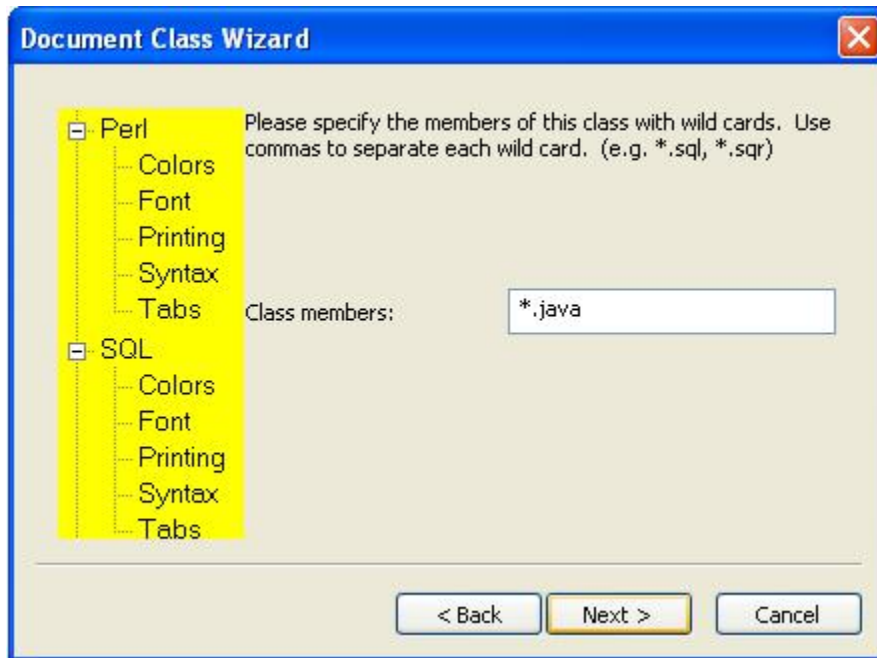 Document Class Wizard
Perl
Colors
Font
Printing
Syntax
Tabs
SQL
Colors
Font
Printing
Syntax
Tabs
Please specify the members of this class with wild cards.  Use
commas to separate each wild card.  (e.g. *.sql, *.sqr)
Class members:
*.java
< Back
Next >
Cancel